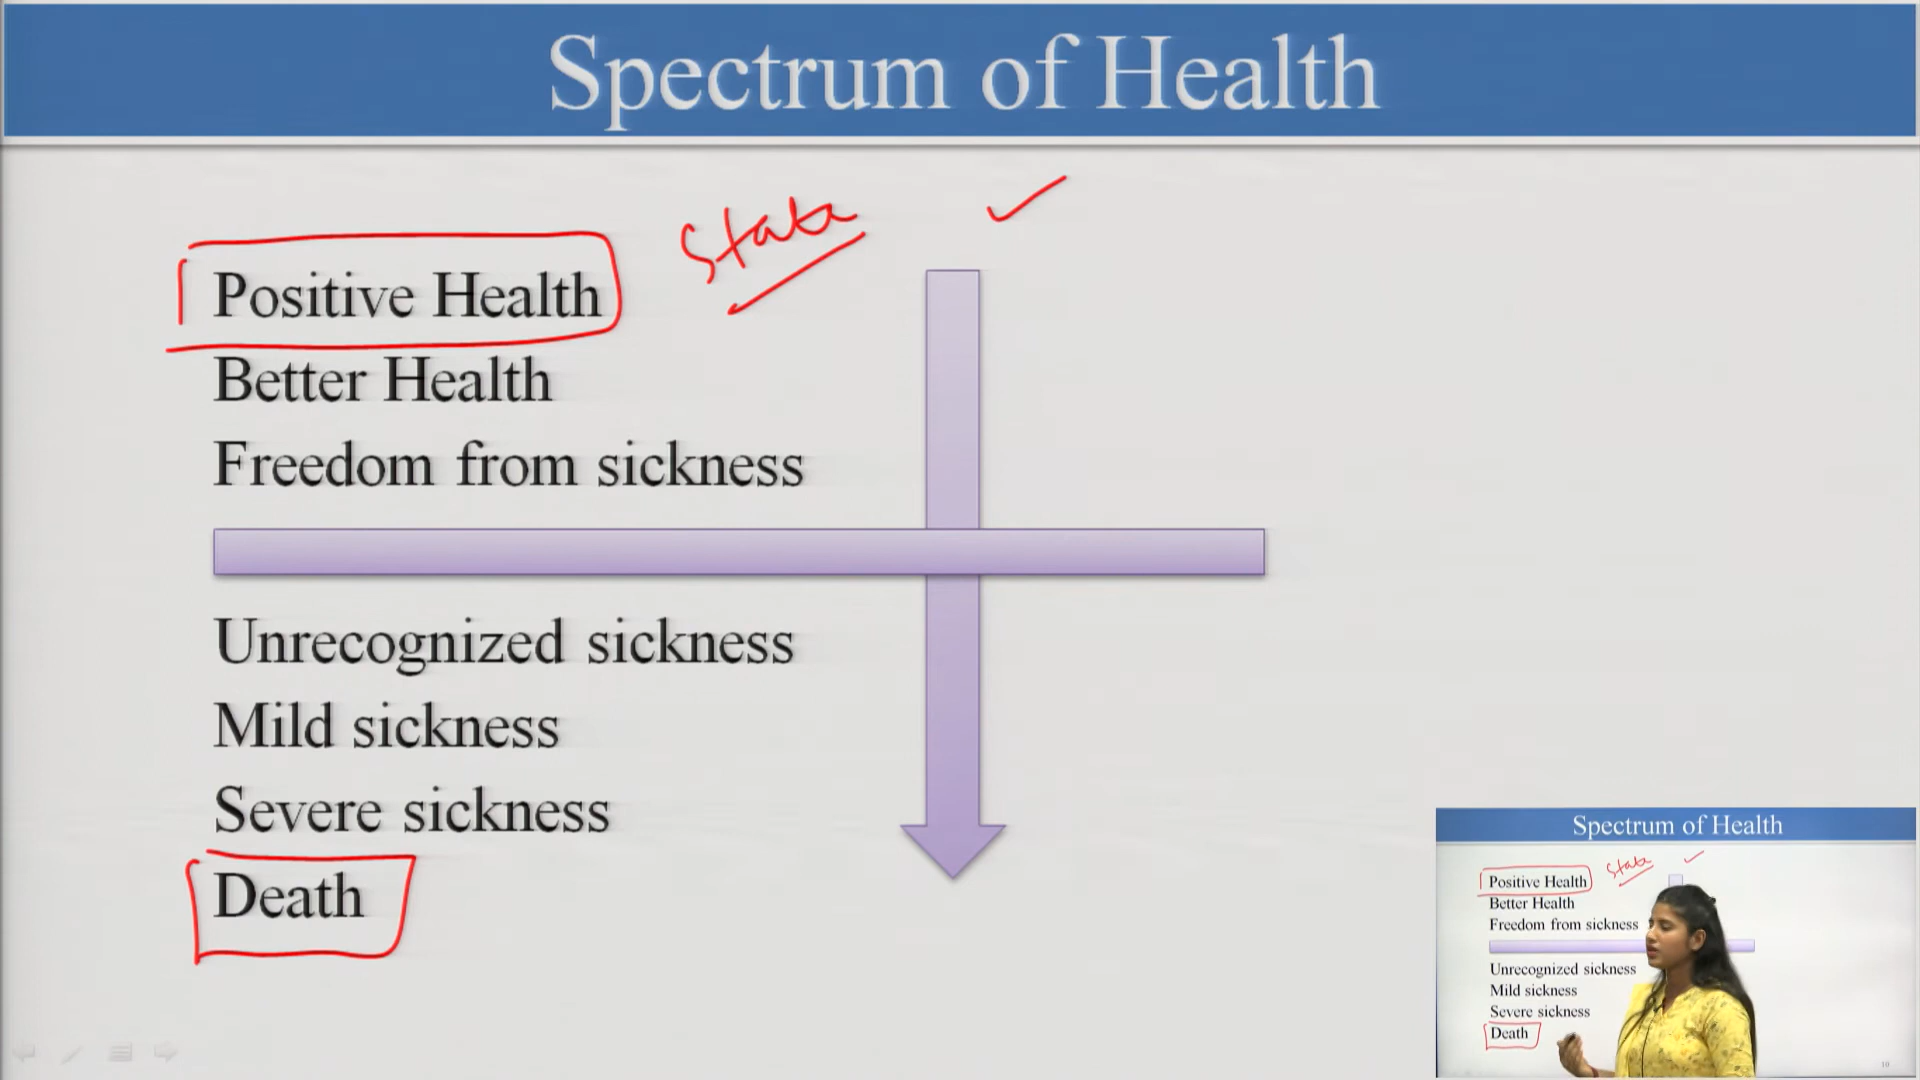 Spectrum of Health
State
Positive Health
Better Health
Freedom from sickness
Unrecognized sickness
Mild sickness
Severe sickness
Death
Spectrum of Health
State
Positive Health
Better Health
Freedom from sickness
Unrecognized sickness
Mild sickness
Severe sickness
Death
10